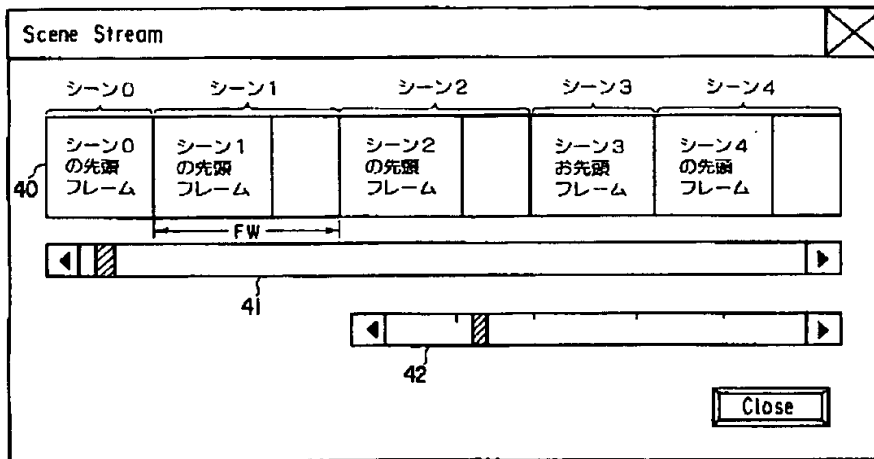 Scene Stream
シーン0 シーン1 シーン2 シーン3 シーン4
シーン0
の先頭
フレーム
シーン1
の先頭
フレーム
シーン2
の先頭
フレーム
シーン3
お先頭
フレーム
シーン4
の先頭
フレーム
40
FW
41
42
Close